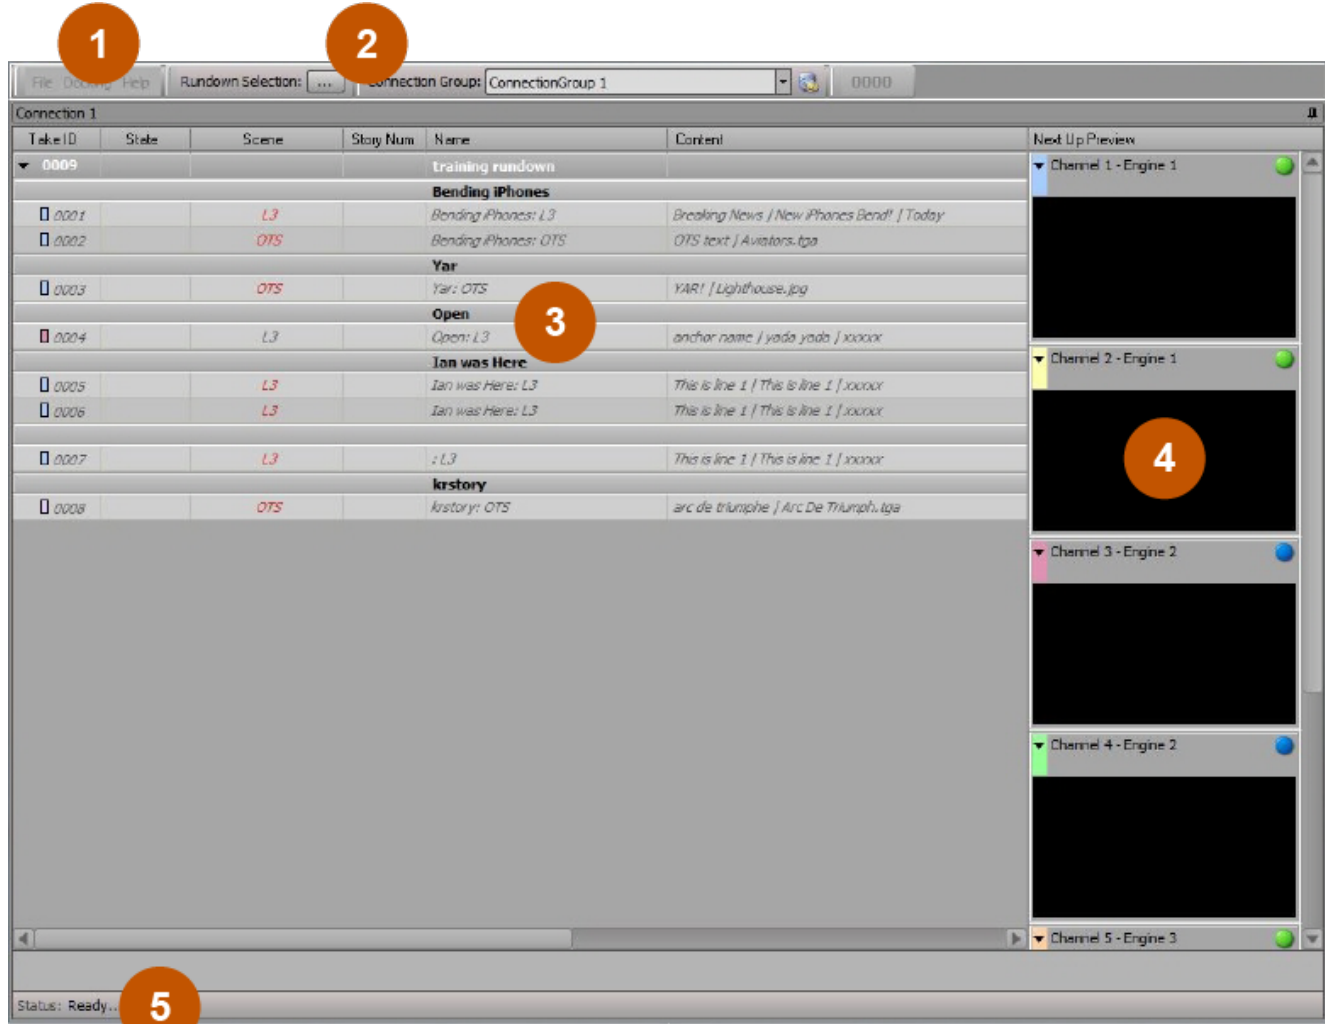 1
2
File Docking Help Rundown Selection: ... Connection Group: ConnectionGroup 1 0000
Connection 1
Take ID State Scene Story Num Name Content Next Up Preview
0009 training rundown Channel 1 - Engine 1
Bending iPhones
0001 L3 Bending iPhones: L3 Breaking News / New iPhones Bend! / Today
0002 OTS Bending iPhones: OTS OTS text / Aviators.tga
Yar
0003 OTS Yar: OTS YAR! / Lighthouse.jpg
Open
3
0004 L3 Open: L3 anchor name / yada yada / xxxxx
Ian was Here Channel 2 - Engine 1
0005 L3 Ian was Here: L3 This is line 1 / This is line 1 / xxxxx
0006 L3 Ian was Here: L3 This is line 1 / This is line 1 / xxxxx
0007 L3 : L3 This is line 1 / This is line 1 / xxxxx
4
krstory
0008 OTS krstory: OTS arc de triumphe / Arc De Triumph.tga
Channel 3 - Engine 2
Channel 4 - Engine 2
Channel 5 - Engine 3
Status: Ready..
5